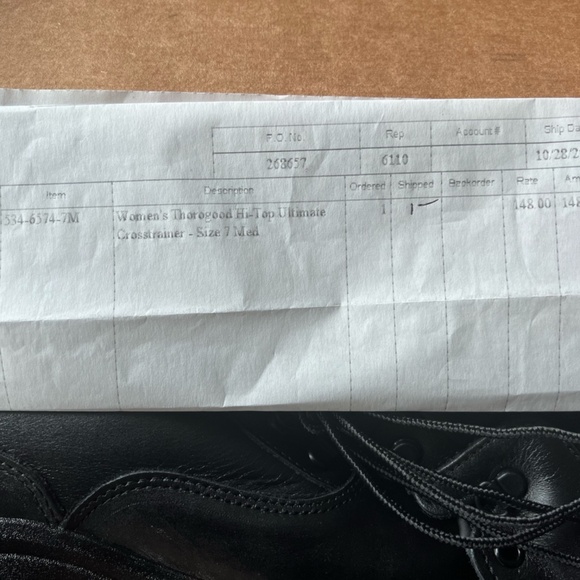 P.O. No. Rep Account # Ship Da
268657 6110 10/28/2
Item Description Ordered Shipped Backorder Rate Am
534-6574-7M Women's Thorogood Hi-Top Ultimate 1 1 148.00 148
Crosstrainer - Size 7 Med